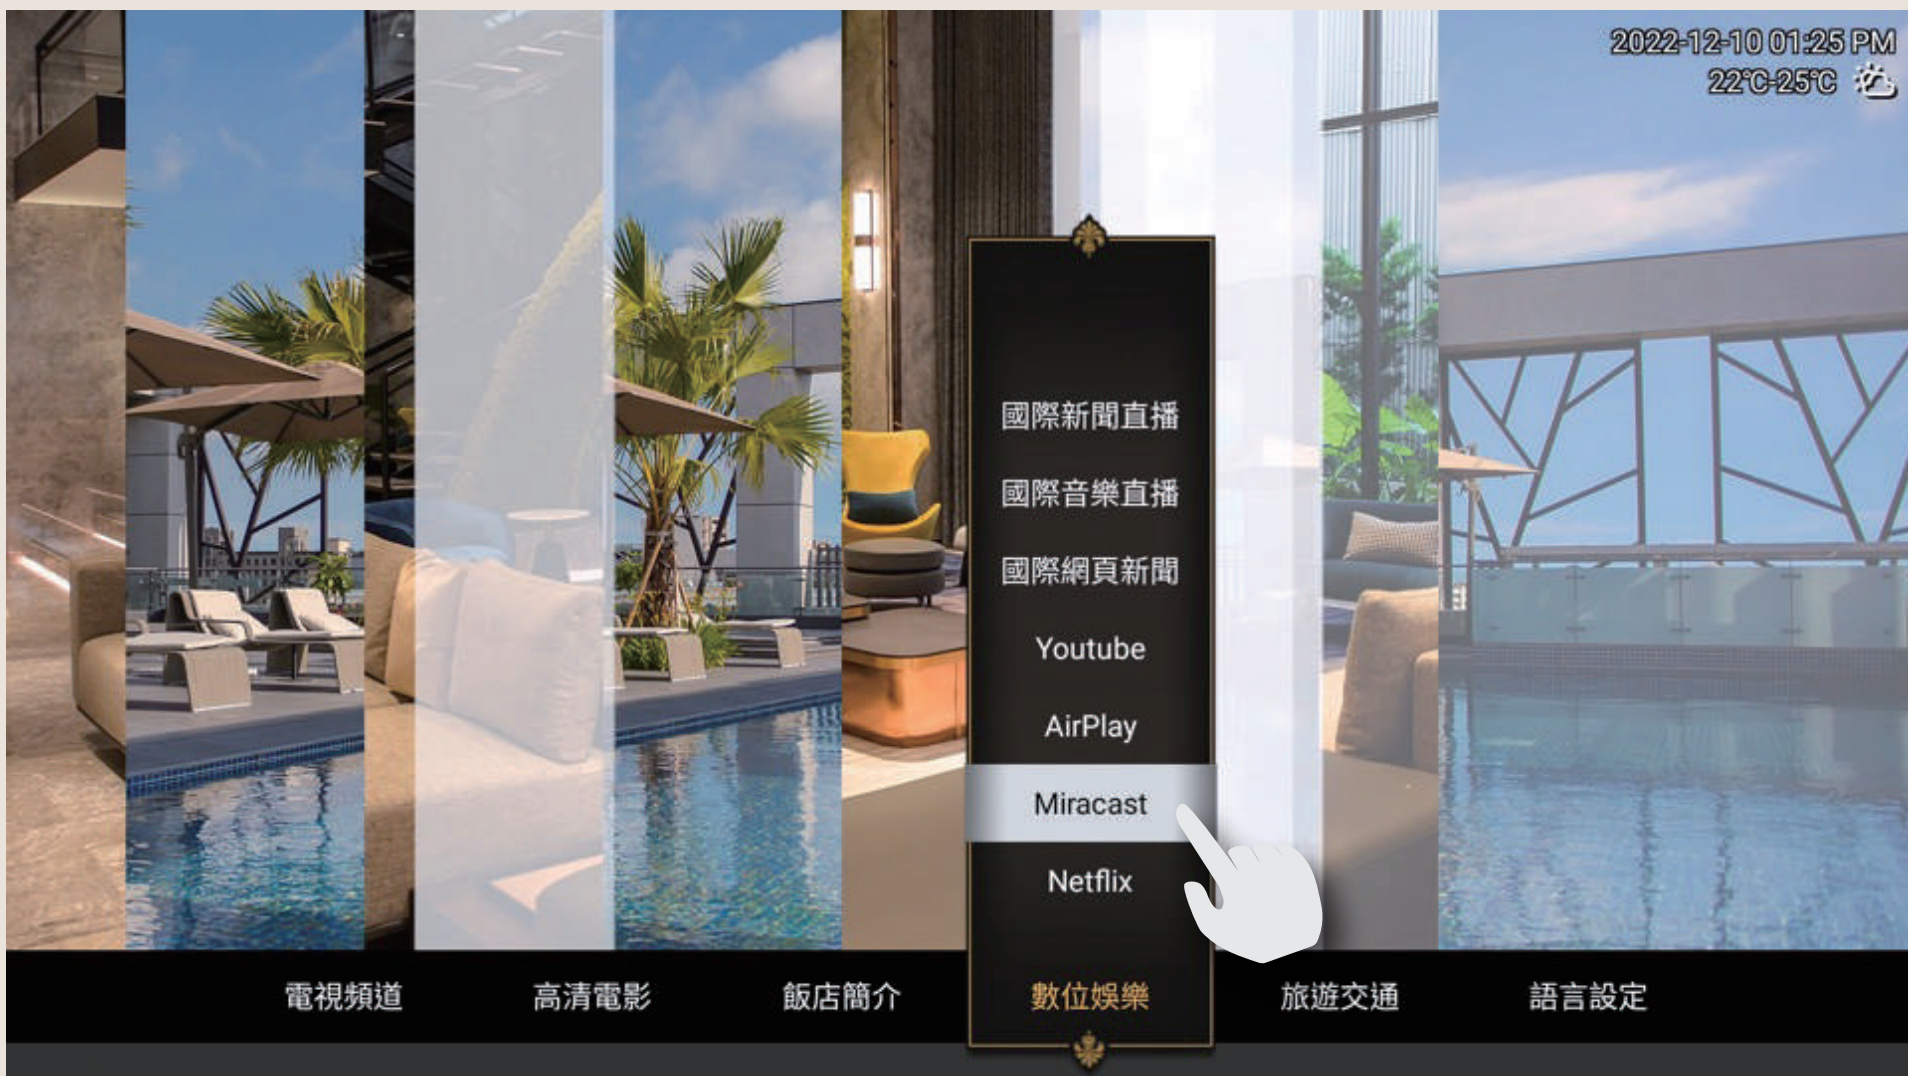 2022-12-10 01:25 PM
22°C-25°C
國際新聞直播
國際音樂直播
國際網頁新聞
Youtube
AirPlay
Miracast
Netflix
電視頻道 高清電影 飯店簡介 數位娛樂 旅遊交通 語言設定